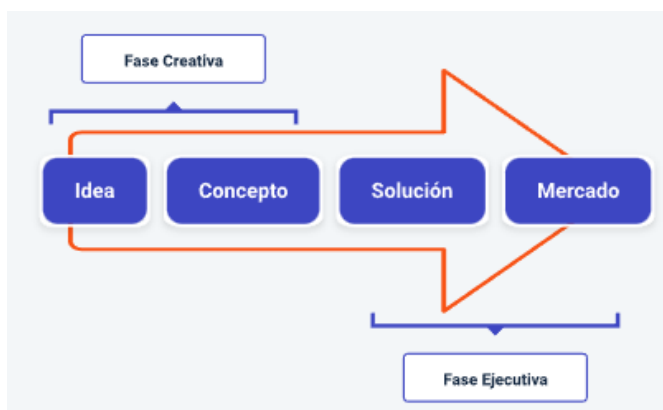 Fase Creativa
Idea
Concepto
Solución
Mercado
Fase Ejecutiva